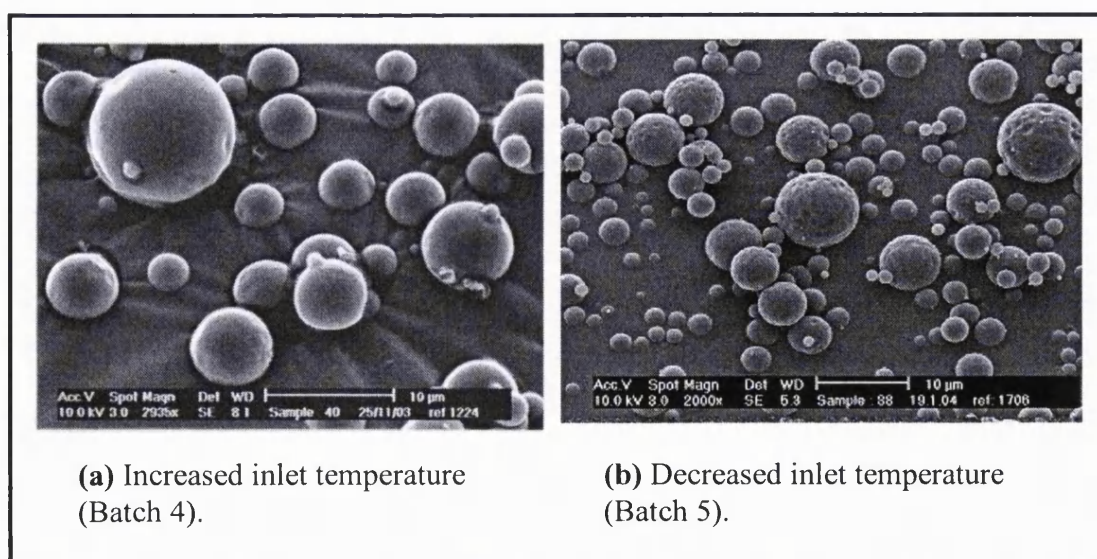 Acc.V Spot Magn Det WD 10 µm
10.0 kV 3.0 2935x SE 8.1 Sample 40 25/11/03 ref 1224
Acc.V Spot Magn Det WD 10 µm
10.0 kV 3.0 2000x SE 5.3 Sample : 88 19.1.04 ref: 1706
(a) Increased inlet temperature
(Batch 4).
(b) Decreased inlet temperature
(Batch 5).